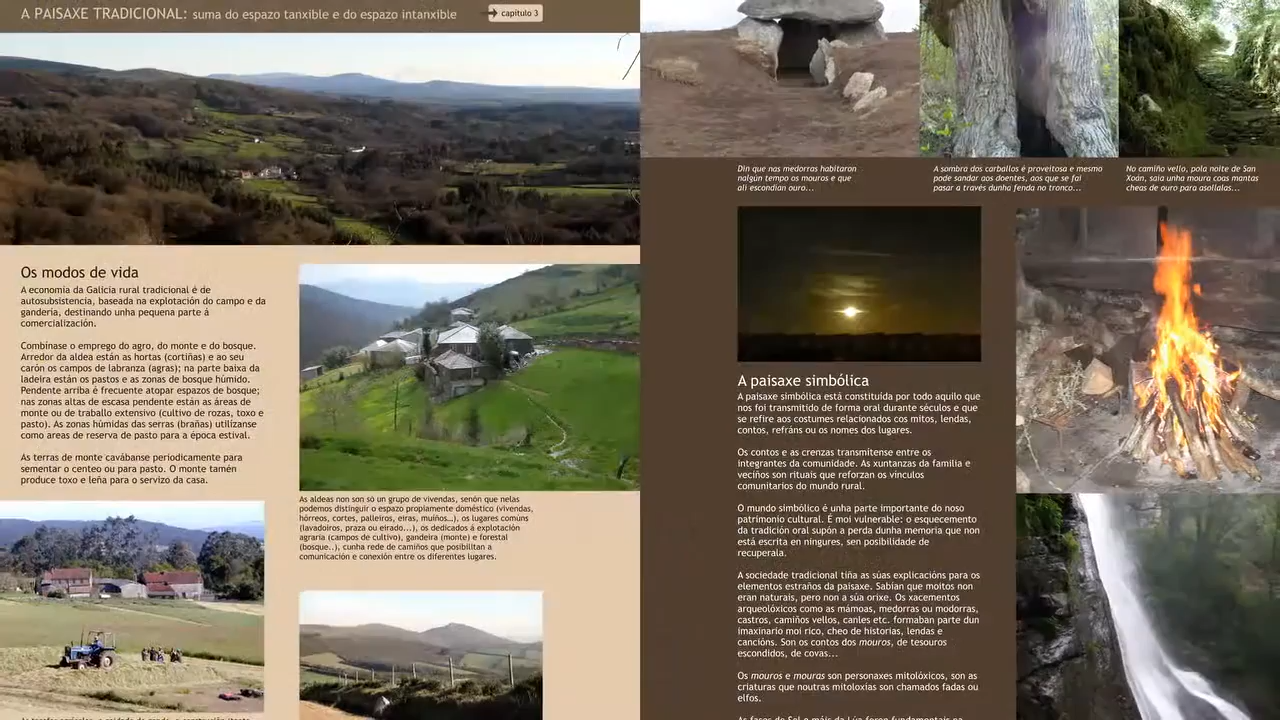 A PAISAXE TRADICIONAL: suma do espazo tanxible e do espazo intanxible
capítulo 3
Os modos de vida
A economía da Galicia rural tradicional é de
autosubsistencia, baseada na explotación do campo e da
gandería, destinando unha pequena parte á
comercialización.
Combínase o emprego do agro, do monte e do bosque.
Arredor da aldea están as hortas (cortiñas) e ao seu
carón os campos de labranza (agras); na parte baixa da
ladeira están os pastos e as zonas de bosque húmido.
Pendente arriba é frecuente atopar espazos de bosque;
nas zonas altas de escasa pendente están as áreas de
monte ou de traballo extensivo (cultivo de rozas, toxo e
pasto). As zonas húmidas das serras (brañas) utilízanse
como areas de reserva de pasto para a época estival.
As terras de monte cavábanse periodicamente para
sementar o centeo ou para pasto. O monte tamén
produce toxo e leña para o servizo da casa.
As aldeas non son só un grupo de vivendas, senón que nelas
podemos distinguir o espazo propiamente doméstico (vivendas,
hórreos, cortes, palleiros, eiras, muíños…), os lugares comúns
(lavadoiros, praza ou eirado...), os dedicados á explotación
agraria (campos de cultivo), gandeira (monte) e forestal
(bosque..), cunha rede de camiños que posibilitan a
comunicación e conexión entre os diferentes lugares.
Din que nas medorras habitaron
nalgún tempo os mouros e que
alí escondían ouro...
A sombra dos carballos é proveitosa e mesmo
pode sandar aos doentes, aos que se fai
pasar a través dunha fenda no tronco...
No camiño vello, pola noite de San
Xoán, saía unha moura coas mantas
cheas de ouro para asollalas...
A paisaxe simbólica
A paisaxe simbólica está constituída por todo aquilo que
nos foi transmitido de forma oral durante séculos e que
se refire aos costumes relacionados cos mitos, lendas,
contos, refráns ou os nomes dos lugares.
Os contos e as crenzas transmítense entre os
integrantes da comunidade. As xuntanzas da familia e
veciños son rituais que reforzan os vínculos
comunitarios do mundo rural.
O mundo simbólico é unha parte importante do noso
patrimonio cultural. É moi vulnerable: o esquecemento
da tradición oral supón a perda dunha memoria que non
está escrita en ningures, sen posibilidade de
recuperala.
A sociedade tradicional tiña as súas explicacións para os
elementos estraños da paisaxe. Sabían que moitos non
eran naturais, pero non a súa orixe. Os xacementos
arqueolóxicos como as mámoas, medorras ou modorras,
castros, camiños vellos, canles etc. formaban parte dun
imaxinario moi rico, cheo de historias, lendas e
cancións. Son os contos dos mouros, de tesouros
escondidos, de covas...
Os mouros e mouras son personaxes mitolóxicos, son as
criaturas que noutras mitoloxías son chamados fadas ou
elfos.
As fases do Sol e máis da Lúa foron fundamentais na